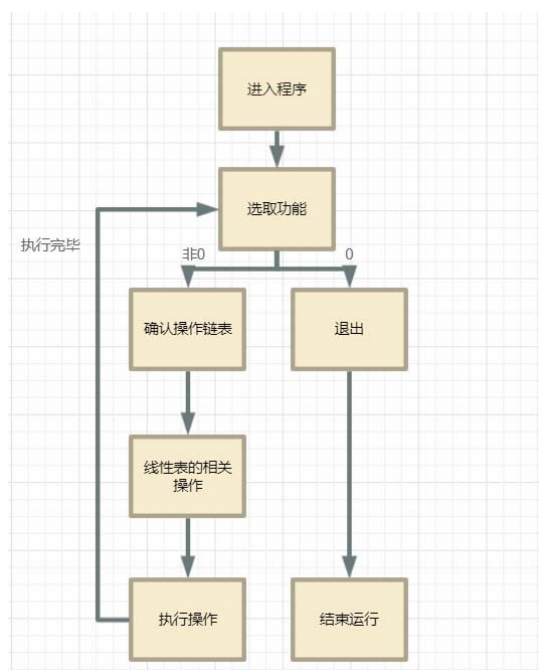 进入程序
选取功能
执行完毕
非0
0
确认操作链表
退出
线性表的相关
操作
执行操作
结束运行